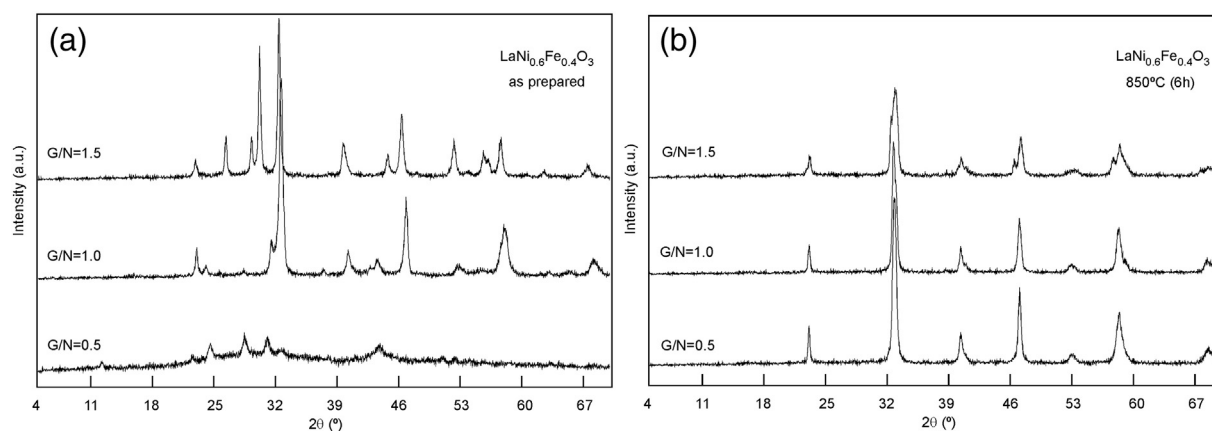 (a)
LaNi0.6Fe0.4O3
as prepared
G/N=1.5
G/N=1.0
G/N=0.5
Intensity (a.u.)
4 11 18 25 32 39 46 53 60 67
2θ (º)
(b)
LaNi0.6Fe0.4O3
850ºC (6h)
G/N=1.5
G/N=1.0
G/N=0.5
Intensity (a.u.)
4 11 18 25 32 39 46 53 60 67
2θ (º)